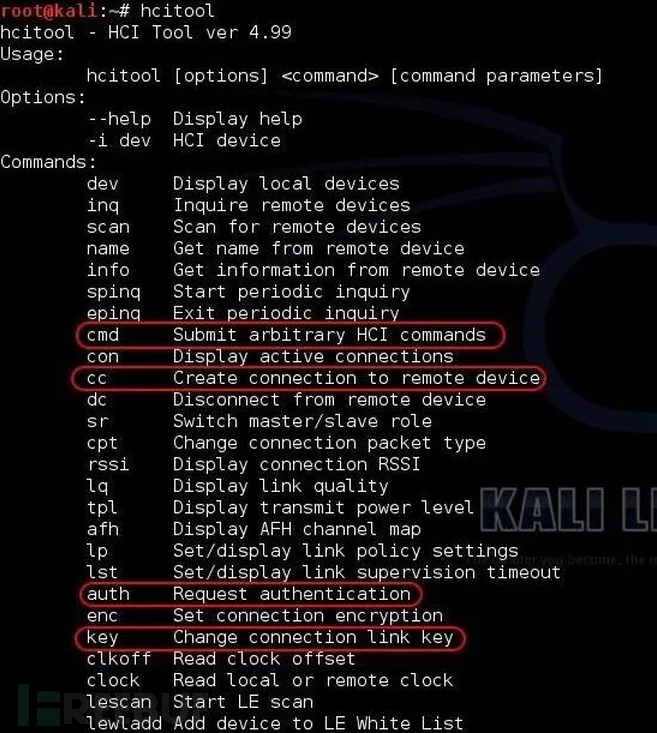 root@kali:~# hcitool
hcitool - HCI Tool ver 4.99
Usage:
hcitool [options] <command> [command parameters]
Options:
--help Display help
-i dev HCI device
Commands:
dev Display local devices
inq Inquire remote devices
scan Scan for remote devices
name Get name from remote device
info Get information from remote device
spinq Start periodic inquiry
epinq Exit periodic inquiry
cmd Submit arbitrary HCI commands
con Display active connections
cc Create connection to remote device
dc Disconnect from remote device
sr Switch master/slave role
cpt Change connection packet type
rssi Display connection RSSI
lq Display link quality
tpl Display transmit power level
afh Display AFH channel map
KALI LI
lp Set/display link policy settings
you become, the m
lst Set/display link supervision timeout
auth Request authentication
enc Set connection encryption
key Change connection link key
clkoff Read clock offset
clock Read local or remote clock
lescan Start LE scan
FREEBUF
lewladd Add device to LE White List